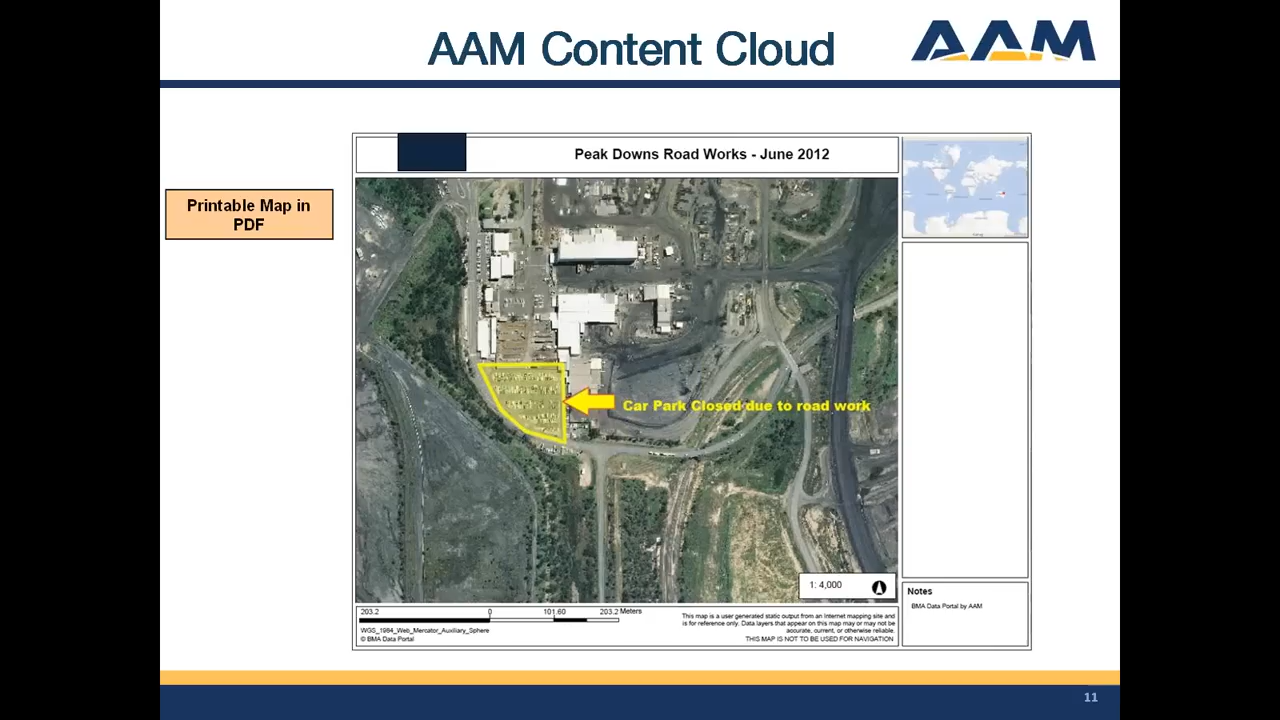 AAM Content Cloud
AAM
Peak Downs Road Works - June 2012
Printable Map in
PDF
Car Park Closed due to road work
1: 4,000
Notes
BMA Data Portal by AAM
203.2
0
101.60
203.2 Meters
WGS_1984_Web_Mercator_Auxiliary_Sphere
© BMA Data Portal
This map is a user generated static output from an Internet mapping site and
is for reference only. Data layers that appear on this map may or may not be
accurate, current, or otherwise reliable.
THIS MAP IS NOT TO BE USED FOR NAVIGATION
11